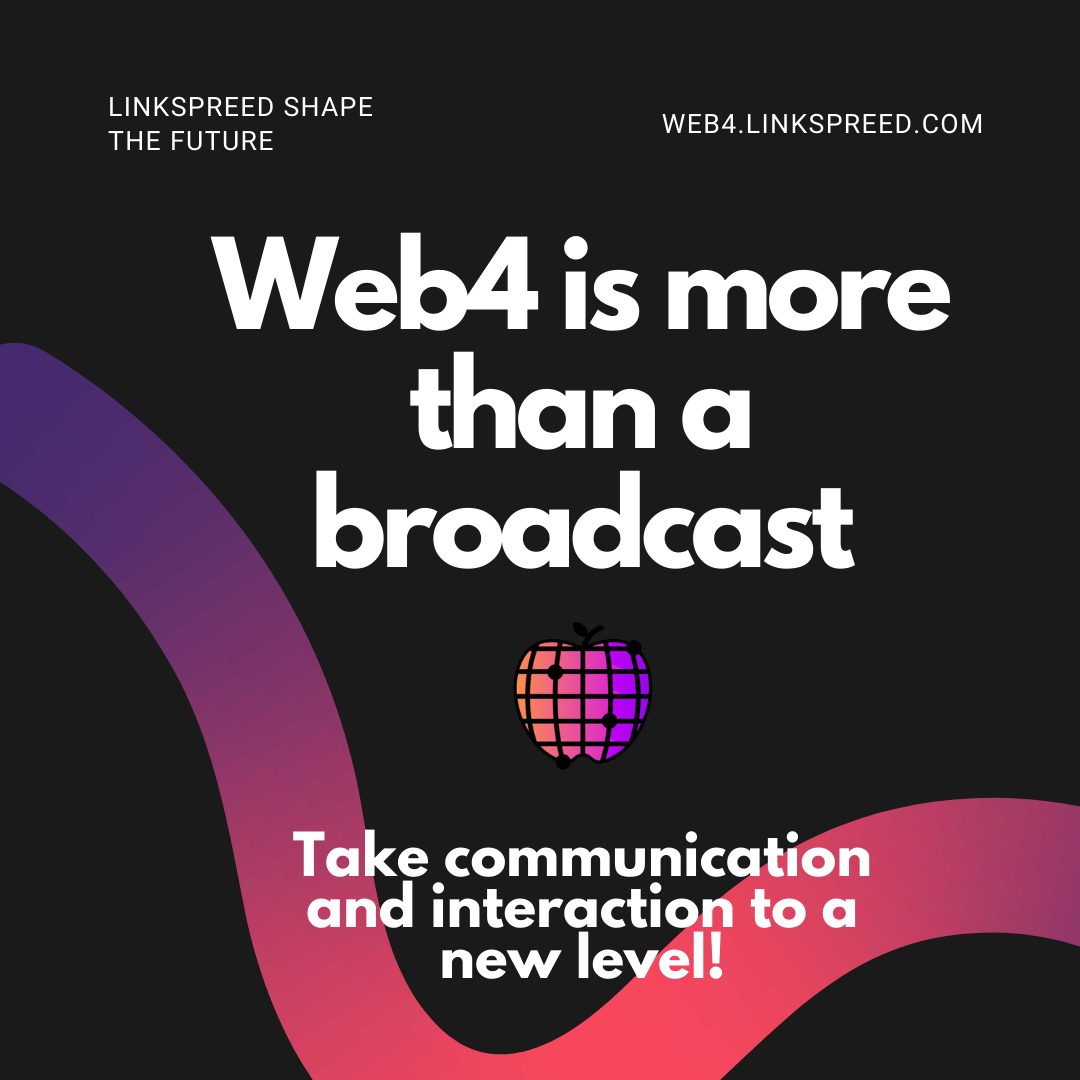 LINKSPREED SHAPE
THE FUTURE
WEB4.LINKSPREED.COM
Web4 is more
than a
broadcast
Take communication
and interaction to a
new level!